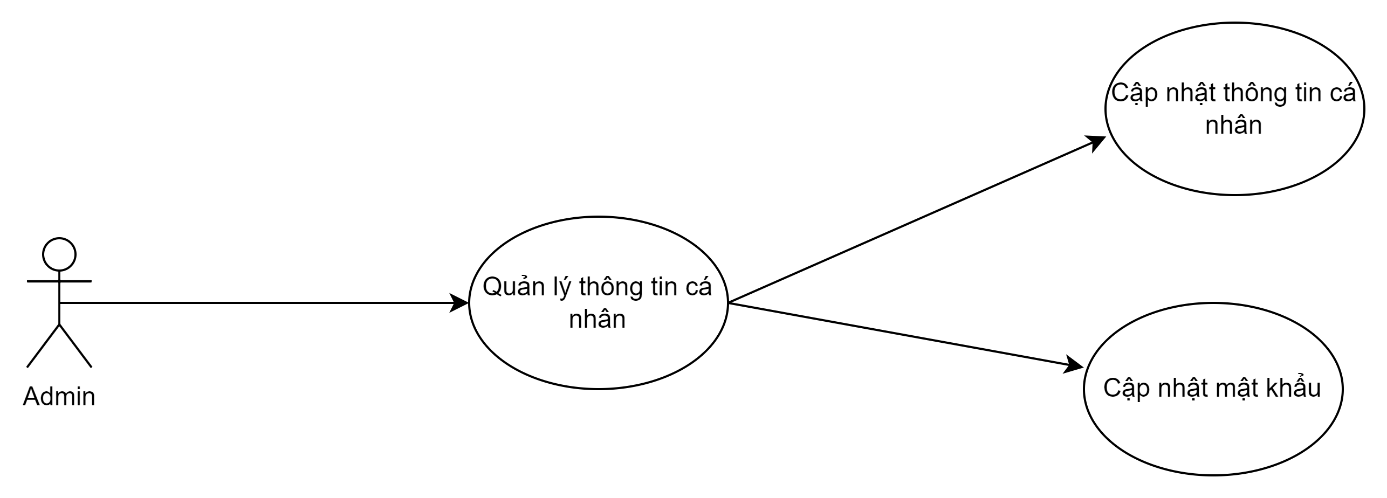 Cập nhật thông tin cá
nhân
Quản lý thông tin cá
nhân
Cập nhật mật khẩu
Admin